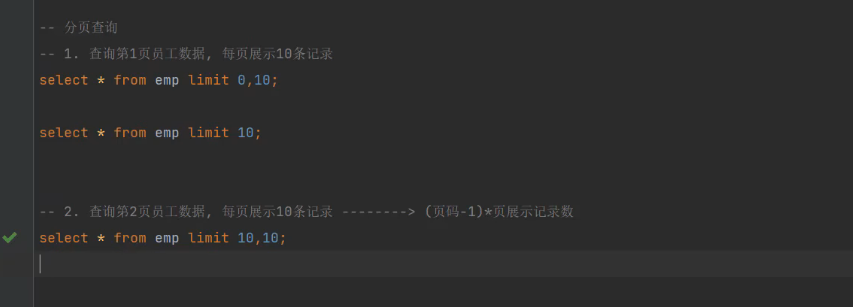 -- 分页查询
-- 1. 查询第1页员工数据, 每页展示10条记录
select * from emp limit 0,10;
select * from emp limit 10;
-- 2. 查询第2页员工数据, 每页展示10条记录 --------> (页码-1)*页展示记录数
select * from emp limit 10,10;